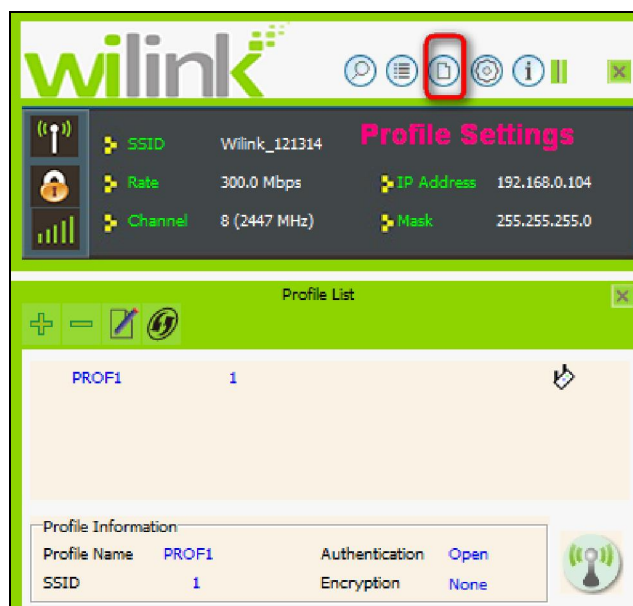 wilink
Profile Settings
SSID Wilink_121314
Rate 300.0 Mbps IP Address 192.168.0.104
Channel 8 (2447 MHz) Mask 255.255.255.0
Profile List
PROF1 1
Profile Information
Profile Name PROF1 Authentication Open
SSID 1 Encryption None